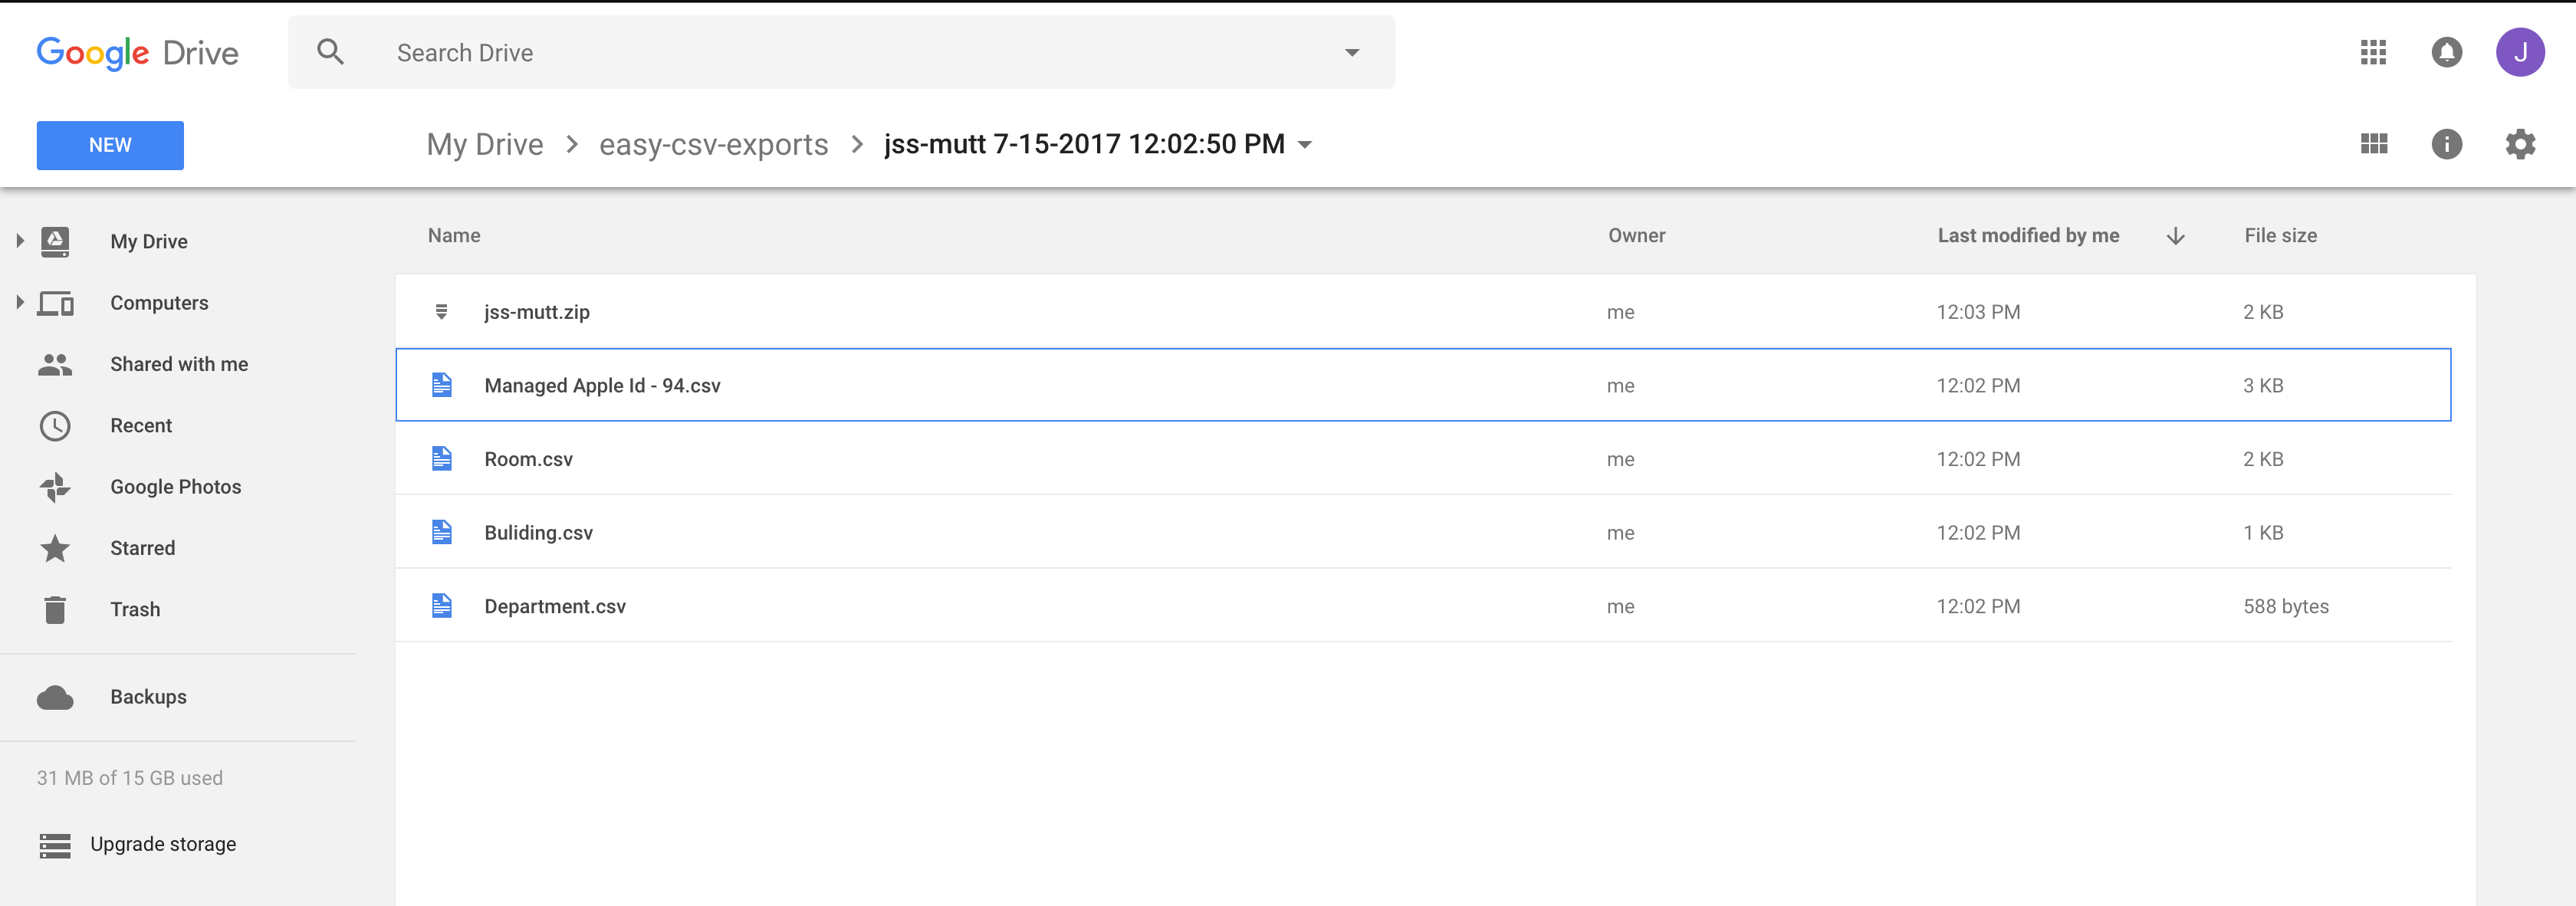 Google Drive
Search Drive
J
NEW
My Drive > easy-csv-exports > jss-mutt 7-15-2017 12:02:50 PM
My Drive
Computers
Shared with me
Recent
Google Photos
Starred
Trash
Backups
31 MB of 15 GB used
Upgrade storage
Name Owner Last modified by me File size
jss-mutt.zip me 12:03 PM 2 KB
Managed Apple Id - 94.csv me 12:02 PM 3 KB
Room.csv me 12:02 PM 2 KB
Buliding.csv me 12:02 PM 1 KB
Department.csv me 12:02 PM 588 bytes